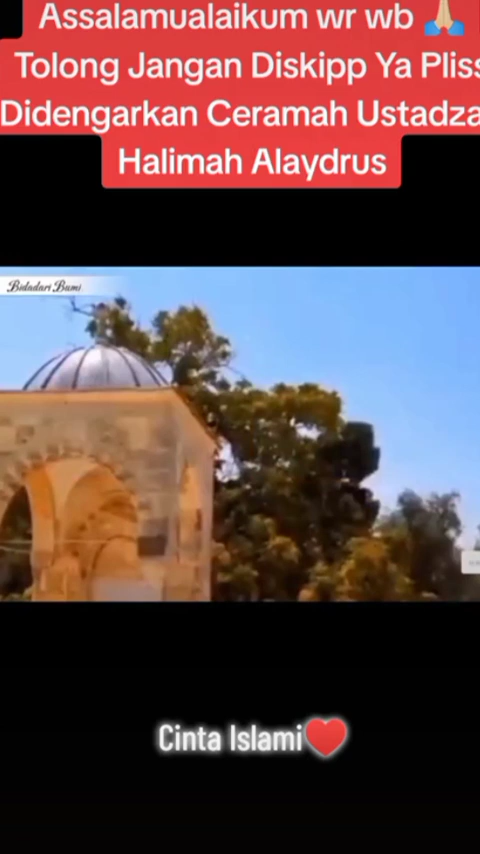 Assalamualaikum wr wb 🙏🏼
Tolong Jangan Diskipp Ya Pliss
Didengarkan Ceramah Ustadza
Halimah Alaydrus
Bidadari Bumi
Cinta Islami❤️